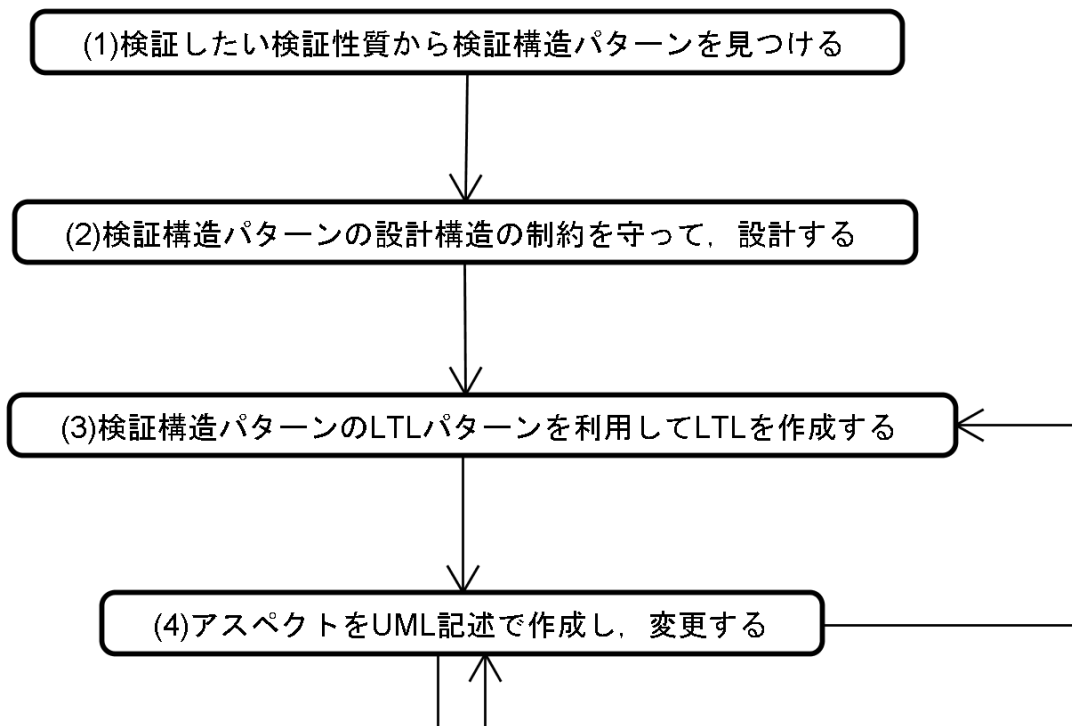 (1)検証したい検証性質から検証構造パターンを見つける
(2)検証構造パターンの設計構造の制約を守って，設計する
(3)検証構造パターンのLTLパターンを利用してLTLを作成する
(4)アスペクトをUML記述で作成し，変更する